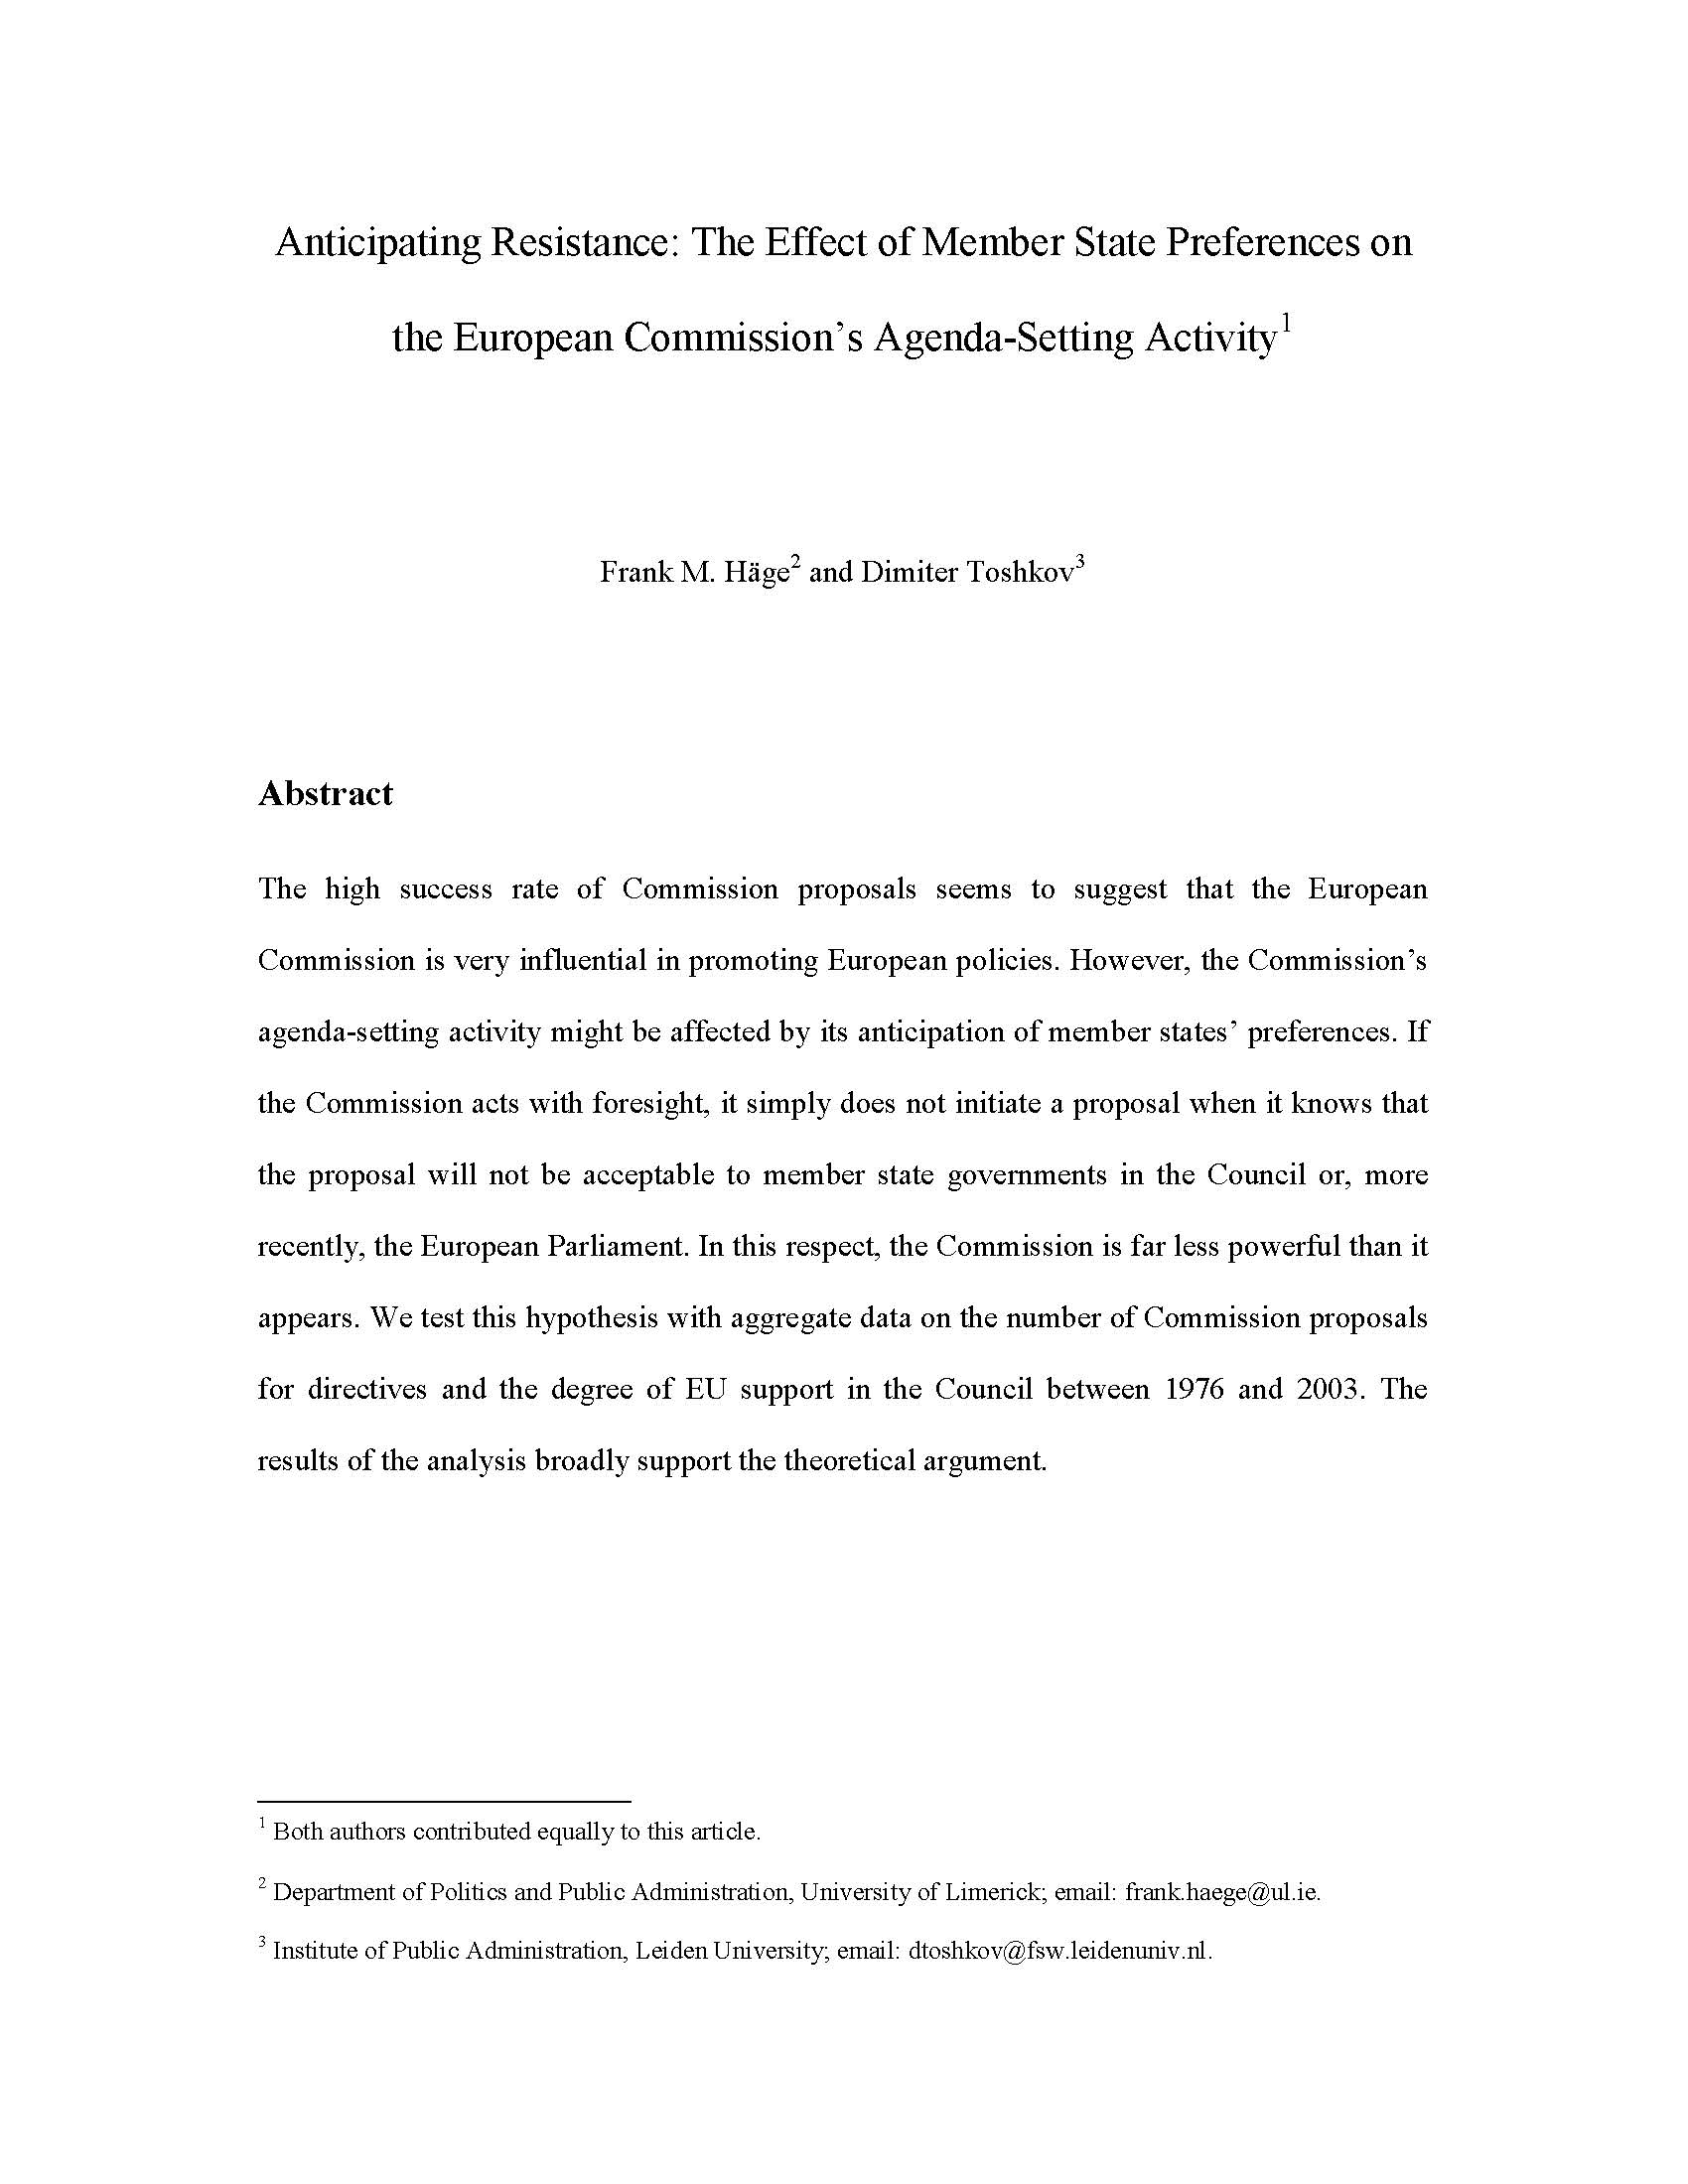 Anticipating Resistance: The Effect of Member State Preferences on
the European Commission's Agenda-Setting Activity¹
Frank M. Häge² and Dimiter Toshkov³
Abstract
The high success rate of Commission proposals seems to suggest that the European
Commission is very influential in promoting European policies. However, the Commission's
agenda-setting activity might be affected by its anticipation of member states' preferences. If
the Commission acts with foresight, it simply does not initiate a proposal when it knows that
the proposal will not be acceptable to member state governments in the Council or, more
recently, the European Parliament. In this respect, the Commission is far less powerful than it
appears. We test this hypothesis with aggregate data on the number of Commission proposals
for directives and the degree of EU support in the Council between 1976 and 2003. The
results of the analysis broadly support the theoretical argument.
¹ Both authors contributed equally to this article.
² Department of Politics and Public Administration, University of Limerick; email: frank.haege@ul.ie.
³ Institute of Public Administration, Leiden University; email: dtoshkov@fsw.leidenuniv.nl.